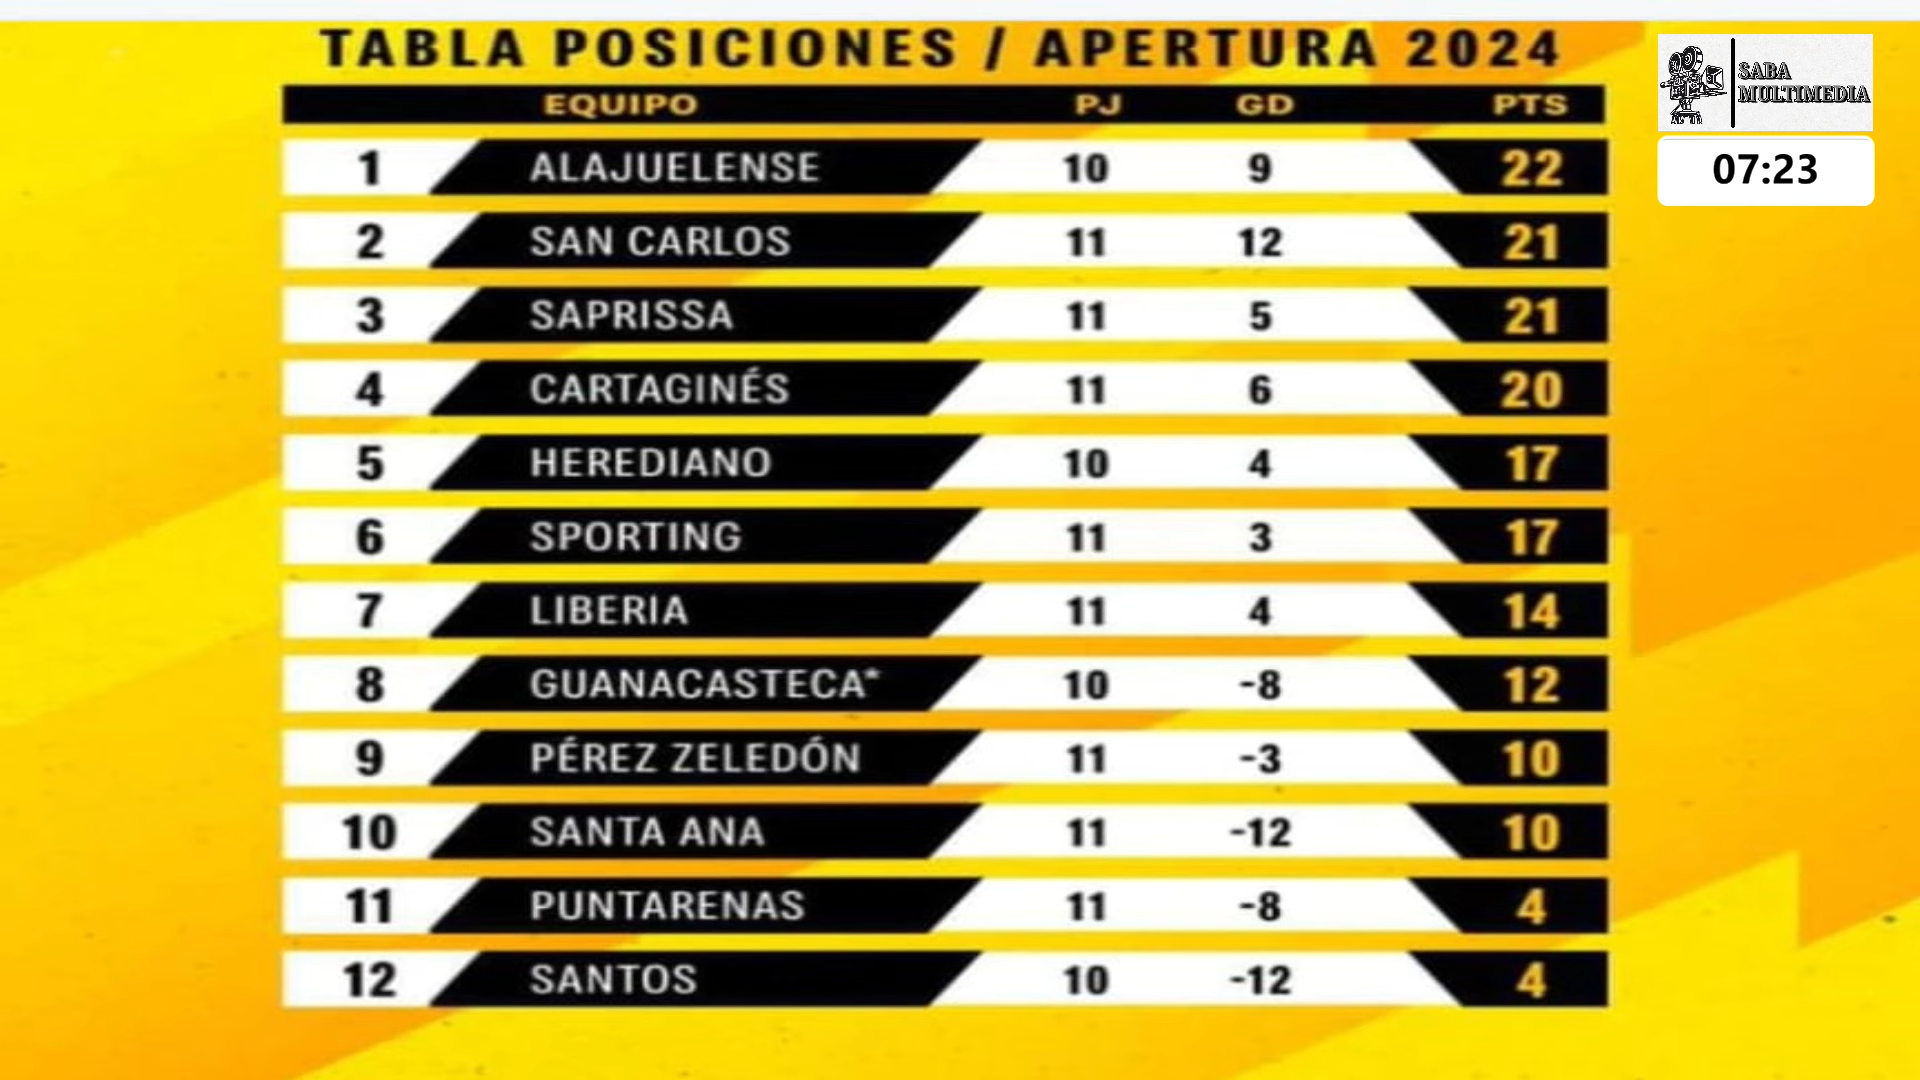 TABLA POSICIONES / APERTURA 2024
EQUIPO PJ GD PTS
1 ALAJUELENSE 10 9 22
2 SAN CARLOS 11 12 21
3 SAPRISSA 11 5 21
4 CARTAGINÉS 11 6 20
5 HEREDIANO 10 4 17
6 SPORTING 11 3 17
7 LIBERIA 11 4 14
8 GUANACASTECA* 10 -8 12
9 PÉREZ ZELEDÓN 11 -3 10
10 SANTA ANA 11 -12 10
11 PUNTARENAS 11 -8 4
12 SANTOS 10 -12 4
SABA
MULTIMEDIA
07:23